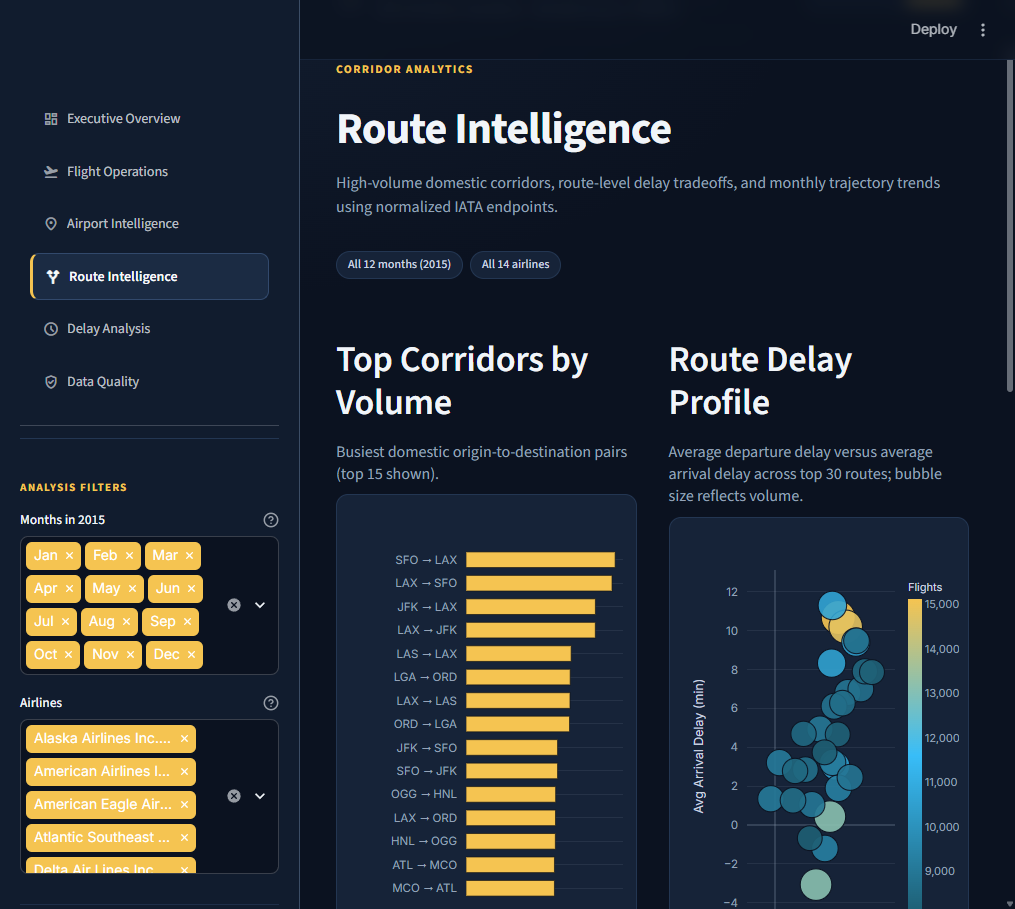 Deploy
Executive Overview
Flight Operations
Airport Intelligence
Route Intelligence
Delay Analysis
Data Quality
ANALYSIS FILTERS
Months in 2015
Jan × Feb × Mar ×
Apr × May × Jun ×
Jul × Aug × Sep ×
Oct × Nov × Dec ×
Airlines
Alaska Airlines Inc.... ×
American Airlines I... ×
American Eagle Air... ×
Atlantic Southeast ... ×
Delta Air Lines Inc... ×
CORRIDOR ANALYTICS
Route Intelligence
High-volume domestic corridors, route-level delay tradeoffs, and monthly trajectory trends
using normalized IATA endpoints.
All 12 months (2015) All 14 airlines
Top Corridors by
Volume
Busiest domestic origin-to-destination pairs
(top 15 shown).
SFO → LAX
LAX → SFO
JFK → LAX
LAX → JFK
LAS → LAX
LGA → ORD
LAX → LAS
ORD → LGA
JFK → SFO
SFO → JFK
OGG → HNL
LAX → ORD
HNL → OGG
ATL → MCO
MCO → ATL
Route Delay
Profile
Average departure delay versus average
arrival delay across top 30 routes; bubble
size reflects volume.
Avg Arrival Delay (min)
12
10
8
6
4
2
0
−2
−4
Flights
15,000
14,000
13,000
12,000
11,000
10,000
9,000